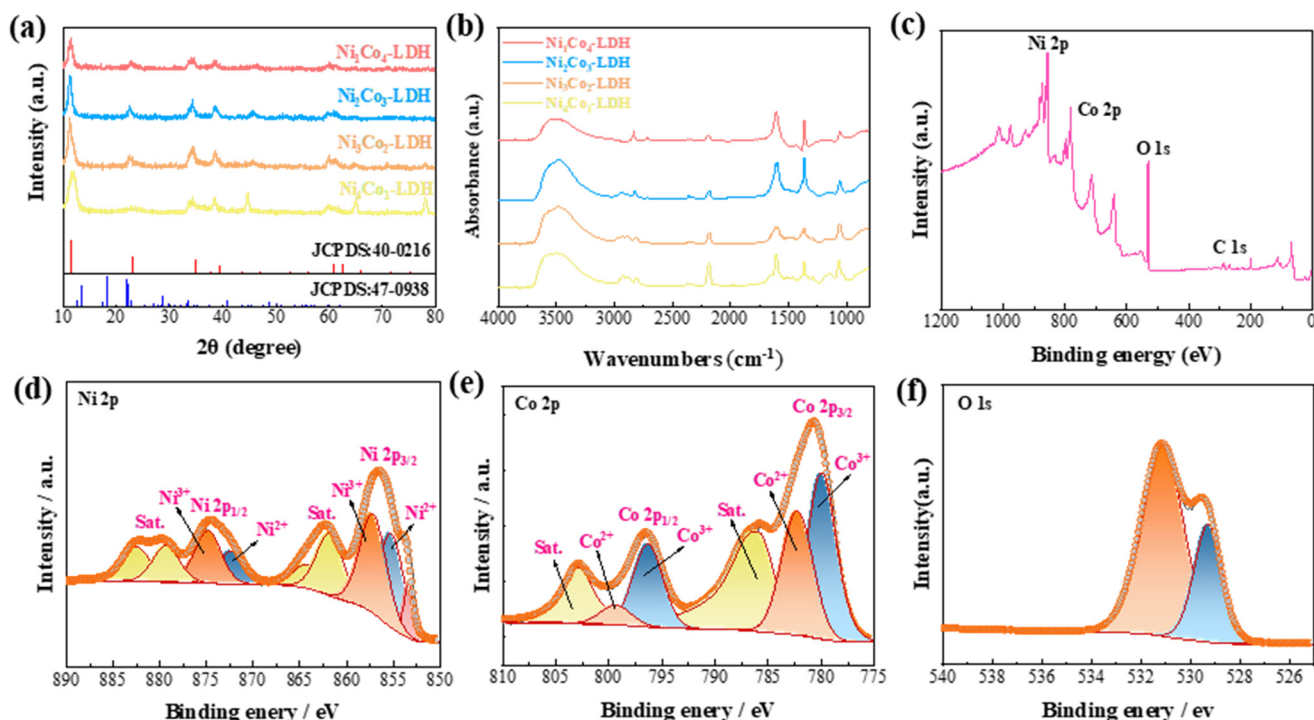 (a)
Ni₁Co₄-LDH
Ni₂Co₃-LDH
Ni₃Co₂-LDH
JCPDS:40-0216
JCPDS:47-0938
10 20 30 40 50 60 70 80
2θ (degree)
Intensity (a.u.)
(b)
Ni₁Co₄-LDH
Ni₂Co₃-LDH
Ni₃Co₂-LDH
4000 3500 3000 2500 2000 1500 1000
Wavenumbers (cm⁻¹)
Absorbance (a.u.)
(c)
Ni 2p
Co 2p
O 1s
C 1s
1200 1000 800 600 400 200 0
Binding energy (eV)
Intensity (a.u.)
(d)
Ni 2p
Ni 2p₃/₂
Ni³⁺
Ni 2p₁/₂
Sat.
Ni²⁺
Sat.
Ni³⁺
Ni²⁺
890 885 880 875 870 865 860 855 850
Binding enery / eV
Intensity / a.u.
(e)
Co 2p
Co 2p₃/₂
Co²⁺
Co³⁺
Co 2p₁/₂
Sat.
Co²⁺
Co³⁺
Sat.
810 805 800 795 790 785 780 775
Binding enery / eV
Intensity / a.u.
(f)
O 1s
540 538 536 534 532 530 528 526
Binding enery / ev
Intensity(a.u.)